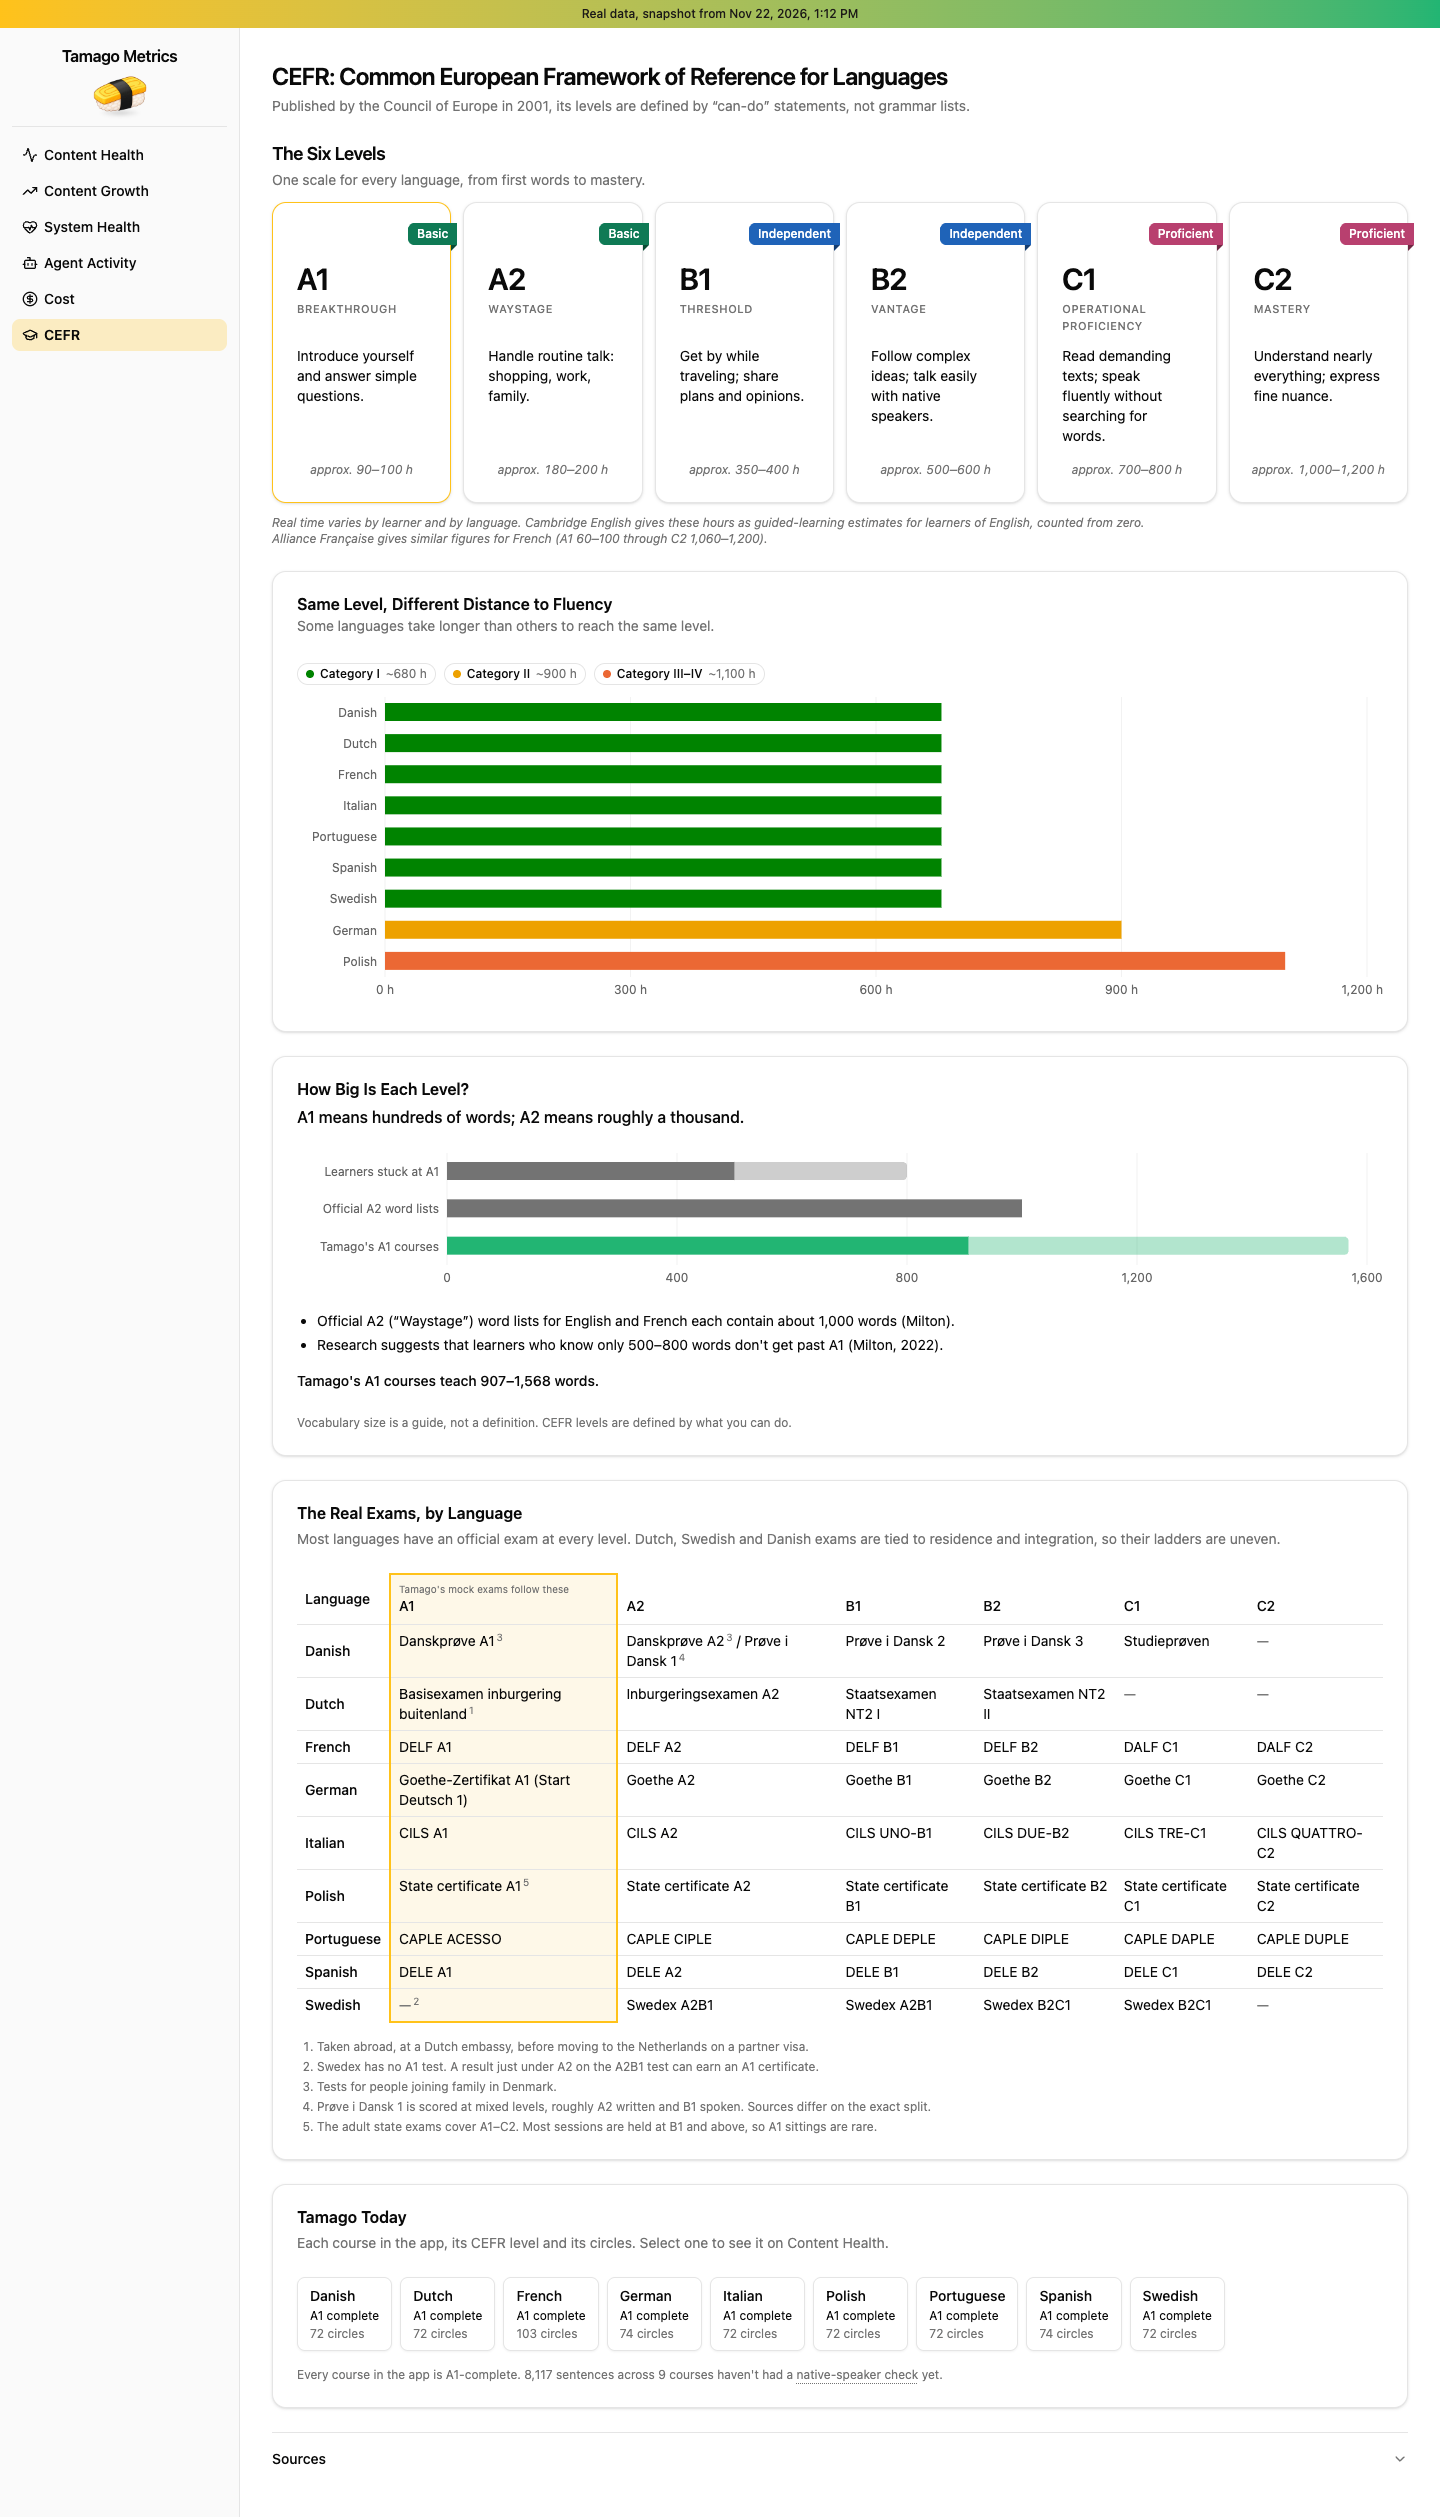 Real data, snapshot from Nov 22, 2026, 1:12 PM
Tamago Metrics
Content Health
Content Growth
System Health
Agent Activity
Cost
CEFR
CEFR: Common European Framework of Reference for Languages
Published by the Council of Europe in 2001, its levels are defined by “can-do” statements, not grammar lists.
The Six Levels
One scale for every language, from first words to mastery.
Basic
A1
BREAKTHROUGH
Introduce yourself
and answer simple
questions.
approx. 90–100 h
Basic
A2
WAYSTAGE
Handle routine talk:
shopping, work,
family.
approx. 180–200 h
Independent
B1
THRESHOLD
Get by while
traveling; share
plans and opinions.
approx. 350–400 h
Independent
B2
VANTAGE
Follow complex
ideas; talk easily
with native
speakers.
approx. 500–600 h
Proficient
C1
OPERATIONAL
PROFICIENCY
Read demanding
texts; speak
fluently without
searching for
words.
approx. 700–800 h
Proficient
C2
MASTERY
Understand nearly
everything; express
fine nuance.
approx. 1,000–1,200 h
Real time varies by learner and by language. Cambridge English gives these hours as guided-learning estimates for learners of English, counted from zero.
Alliance Française gives similar figures for French (A1 60–100 through C2 1,060–1,200).
Same Level, Different Distance to Fluency
Some languages take longer than others to reach the same level.
Category I ~680 h
Category II ~900 h
Category III–IV ~1,100 h
Danish
Dutch
French
Italian
Portuguese
Spanish
Swedish
German
Polish
0 h 300 h 600 h 900 h 1,200 h
How Big Is Each Level?
A1 means hundreds of words; A2 means roughly a thousand.
Learners stuck at A1
Official A2 word lists
Tamago's A1 courses
0 400 800 1,200 1,600
• Official A2 (“Waystage”) word lists for English and French each contain about 1,000 words (Milton).
• Research suggests that learners who know only 500–800 words don't get past A1 (Milton, 2022).
Tamago's A1 courses teach 907–1,568 words.
Vocabulary size is a guide, not a definition. CEFR levels are defined by what you can do.
The Real Exams, by Language
Most languages have an official exam at every level. Dutch, Swedish and Danish exams are tied to residence and integration, so their ladders are uneven.
Tamago's mock exams follow these
Language A1 A2 B1 B2 C1 C2
Danish Danskprøve A1 3 Danskprøve A2 3 / Prøve i Dansk 1 4 Prøve i Dansk 2 Prøve i Dansk 3 Studieprøven —
Dutch Basisexamen inburgering buitenland 1 Inburgeringsexamen A2 Staatsexamen NT2 I Staatsexamen NT2 II — —
French DELF A1 DELF A2 DELF B1 DELF B2 DALF C1 DALF C2
German Goethe-Zertifikat A1 (Start Deutsch 1) Goethe A2 Goethe B1 Goethe B2 Goethe C1 Goethe C2
Italian CILS A1 CILS A2 CILS UNO-B1 CILS DUE-B2 CILS TRE-C1 CILS QUATTRO-C2
Polish State certificate A1 5 State certificate A2 State certificate B1 State certificate B2 State certificate C1 State certificate C2
Portuguese CAPLE ACESSO CAPLE CIPLE CAPLE DEPLE CAPLE DIPLE CAPLE DAPLE CAPLE DUPLE
Spanish DELE A1 DELE A2 DELE B1 DELE B2 DELE C1 DELE C2
Swedish — 2 Swedex A2B1 Swedex A2B1 Swedex B2C1 Swedex B2C1 —
1. Taken abroad, at a Dutch embassy, before moving to the Netherlands on a partner visa.
2. Swedex has no A1 test. A result just under A2 on the A2B1 test can earn an A1 certificate.
3. Tests for people joining family in Denmark.
4. Prøve i Dansk 1 is scored at mixed levels, roughly A2 written and B1 spoken. Sources differ on the exact split.
5. The adult state exams cover A1–C2. Most sessions are held at B1 and above, so A1 sittings are rare.
Tamago Today
Each course in the app, its CEFR level and its circles. Select one to see it on Content Health.
Danish
A1 complete
72 circles
Dutch
A1 complete
72 circles
French
A1 complete
103 circles
German
A1 complete
74 circles
Italian
A1 complete
72 circles
Polish
A1 complete
72 circles
Portuguese
A1 complete
72 circles
Spanish
A1 complete
74 circles
Swedish
A1 complete
72 circles
Every course in the app is A1-complete. 8,117 sentences across 9 courses haven't had a native-speaker check yet.
Sources